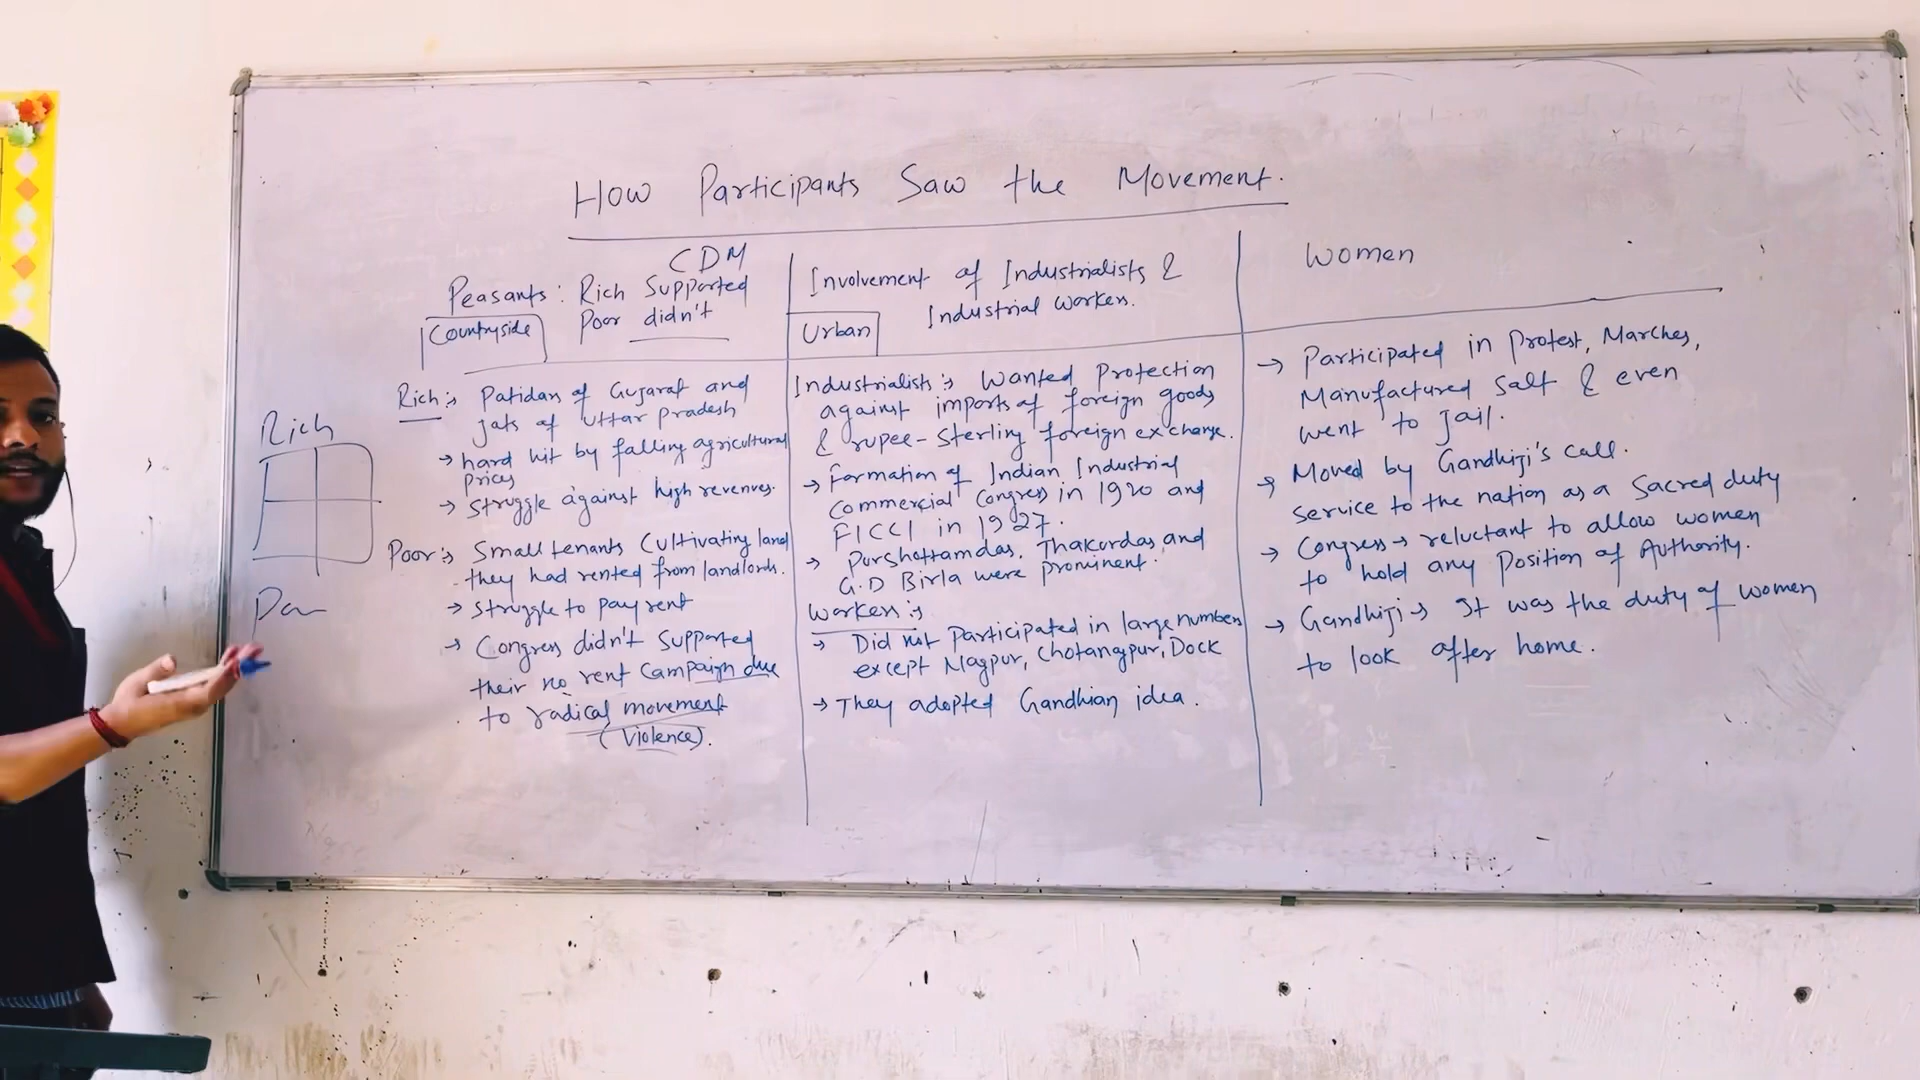 How Participants Saw the Movement.
CDM
Peasants: Rich Supported
Poor didn't
Countryside
Rich:→ Patidars of Gujarat and
Jats of Uttar pradesh
→ hard hit by falling agricultural
prices
→ Struggle against high revenues.
Poor:→ Small tenants Cultivating land
they had rented from landlords.
→ Struggle to pay rent
→ Congress didn't Supported
their no rent Campaign due
to radical movement
(Violence).
Involvement of Industrialists &
Industrial workers.
Urban
Industrialists:→ Wanted Protection
against imports of foreign goods
& rupee-Sterling foreign exchange.
→ Formation of Indian Industrial
Commercial Congress in 1920 and
FICCI in 1927.
→ Purshottamdas, Thakurdas and
G.D Birla were prominent.
Workers:→
→ Did not Participated in large numbers
except Nagpur, Chotanagpur, Dock
→ They adopted Gandhian idea.
Women
→ Participated in Protest, Marches,
Manufactured Salt & even
went to Jail.
→ Moved by Gandhiji's call.
→ Service to the nation as a Sacred duty
→ Congress → reluctant to allow women
to hold any Position of Authority.
→ Gandhiji → It was the duty of women
to look after home.
Rich